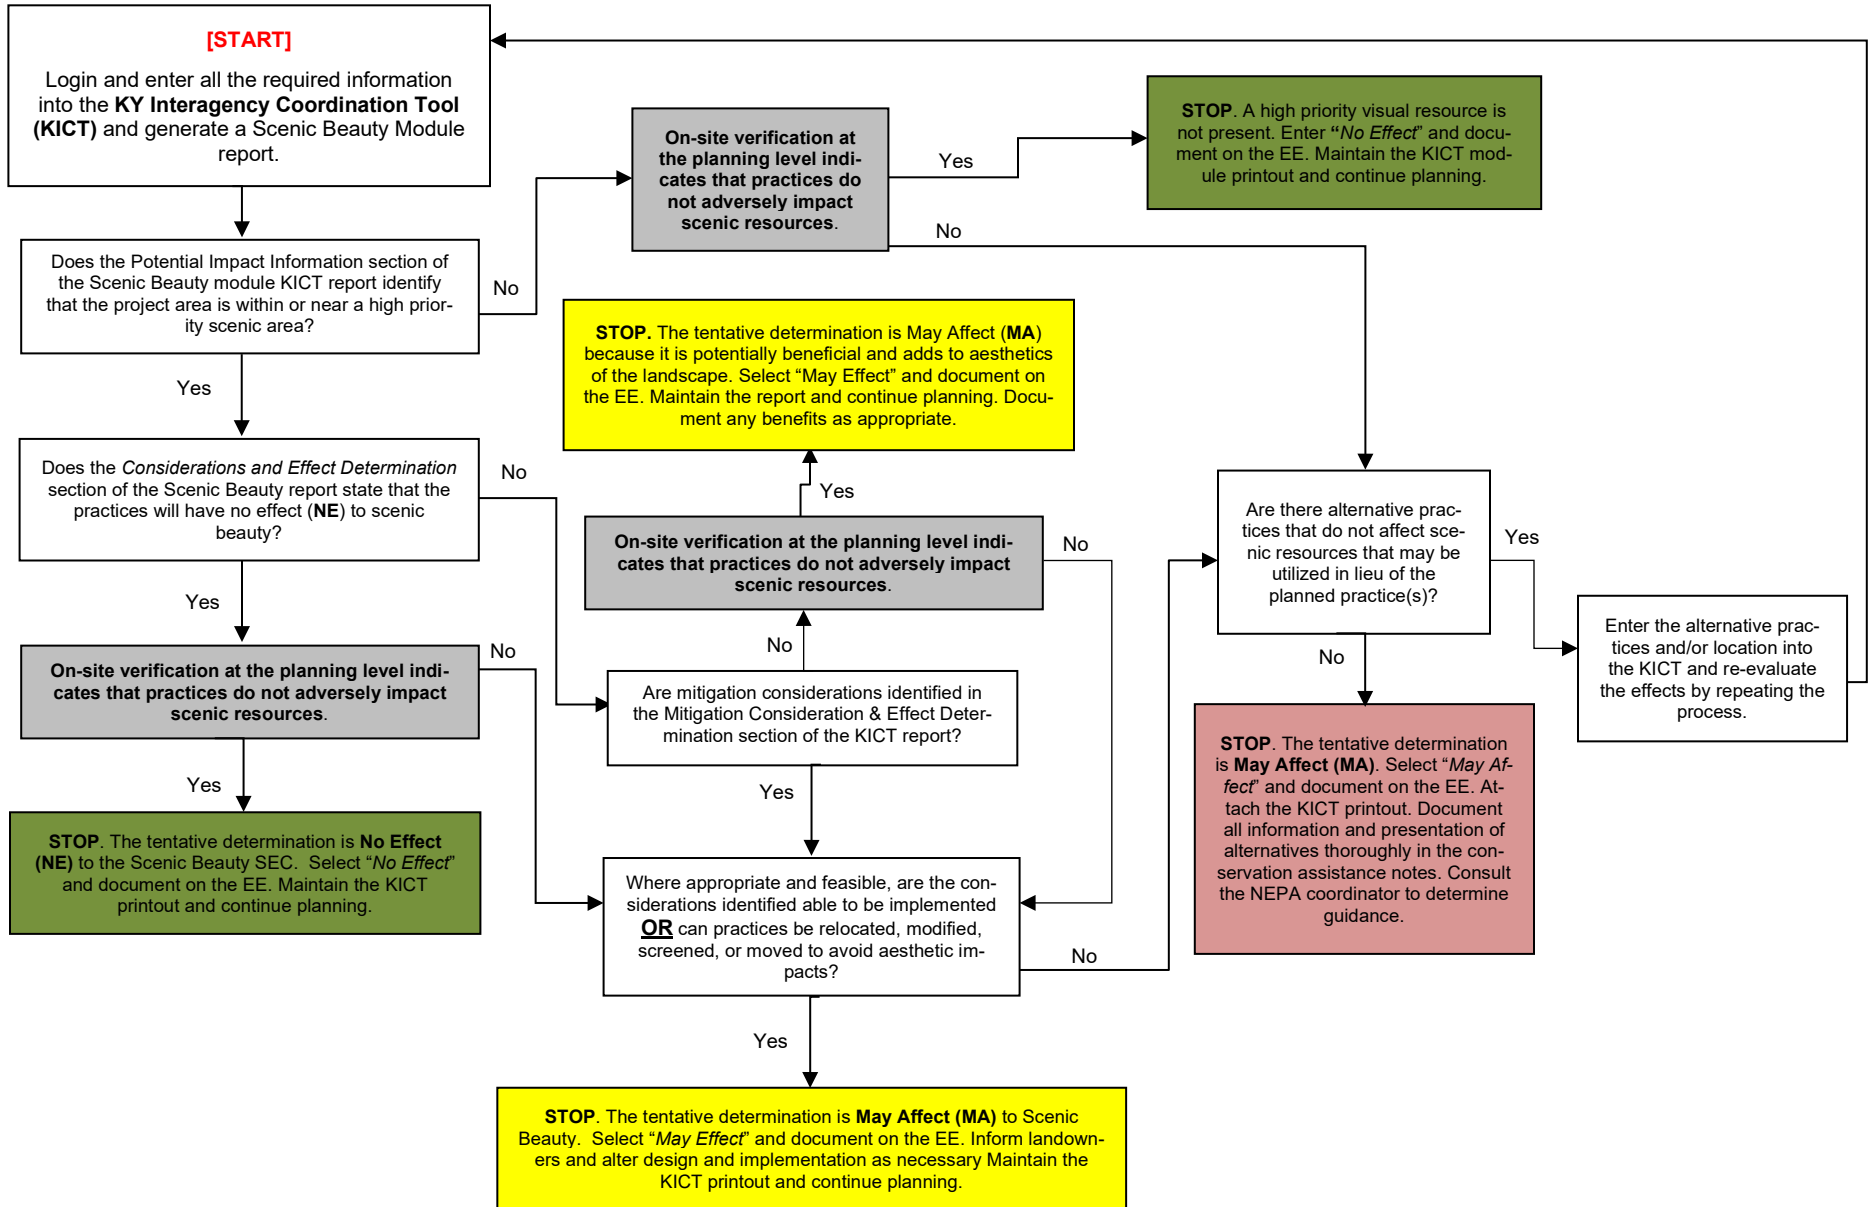 [START]
Login and enter all the required information
into the KY Interagency Coordination Tool
(KICT) and generate a Scenic Beauty Module
report.
Does the Potential Impact Information section of
the Scenic Beauty module KICT report identify
that the project area is within or near a high prior-
ity scenic area?
No
Yes
On-site verification at
the planning level indi-
cates that practices do
not adversely impact
scenic resources.
Yes
No
STOP. A high priority visual resource is
not present. Enter “No Effect” and docu-
ment on the EE. Maintain the KICT mod-
ule printout and continue planning.
STOP. The tentative determination is May Affect (MA)
because it is potentially beneficial and adds to aesthetics
of the landscape. Select “May Effect” and document on
the EE. Maintain the report and continue planning. Docu-
ment any benefits as appropriate.
Does the Considerations and Effect Determination
section of the Scenic Beauty report state that the
practices will have no effect (NE) to scenic
beauty?
No
Yes
Yes
On-site verification at the planning level indi-
cates that practices do not adversely impact
scenic resources.
No
No
Are there alternative prac-
tices that do not affect sce-
nic resources that may be
utilized in lieu of the
planned practice(s)?
Yes
No
Enter the alternative prac-
tices and/or location into
the KICT and re-evaluate
the effects by repeating the
process.
On-site verification at the planning level indi-
cates that practices do not adversely impact
scenic resources.
No
Yes
Are mitigation considerations identified in
the Mitigation Consideration & Effect Deter-
mination section of the KICT report?
Yes
STOP. The tentative determination
is May Affect (MA). Select “May Af-
fect” and document on the EE. At-
tach the KICT printout. Document
all information and presentation of
alternatives thoroughly in the con-
servation assistance notes. Consult
the NEPA coordinator to determine
guidance.
STOP. The tentative determination is No Effect
(NE) to the Scenic Beauty SEC. Select “No Effect”
and document on the EE. Maintain the KICT
printout and continue planning.
Where appropriate and feasible, are the con-
siderations identified able to be implemented
OR can practices be relocated, modified,
screened, or moved to avoid aesthetic im-
pacts?
No
Yes
STOP. The tentative determination is May Affect (MA) to Scenic
Beauty. Select “May Effect” and document on the EE. Inform landown-
ers and alter design and implementation as necessary Maintain the
KICT printout and continue planning.